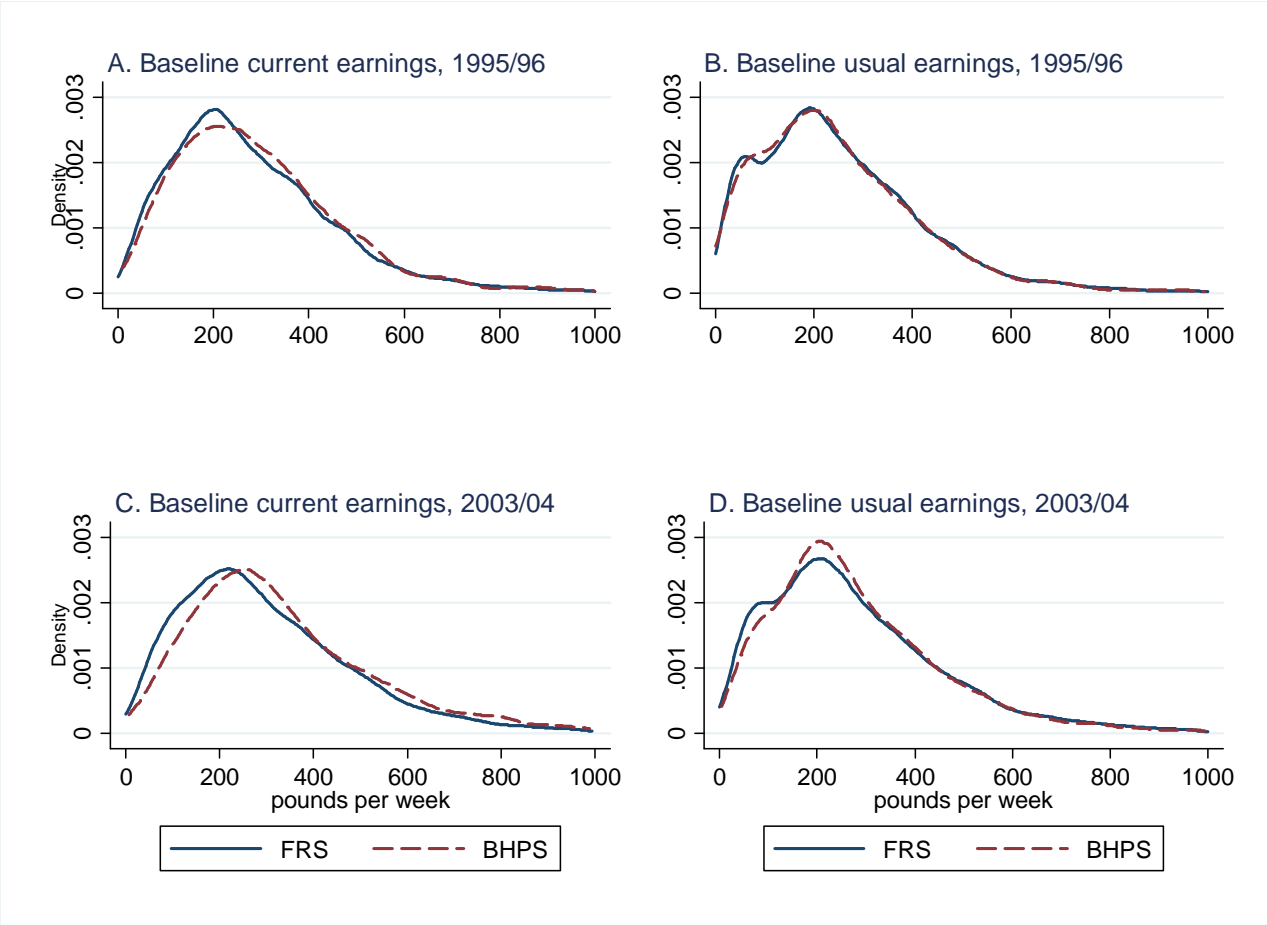 A. Baseline current earnings, 1995/96
Density
0 .001 .002 .003
0 200 400 600 800 1000
B. Baseline usual earnings, 1995/96
0 .001 .002 .003
0 200 400 600 800 1000
C. Baseline current earnings, 2003/04
Density
0 .001 .002 .003
0 200 400 600 800 1000
pounds per week
FRS BHPS
D. Baseline usual earnings, 2003/04
0 .001 .002 .003
0 200 400 600 800 1000
pounds per week
FRS BHPS